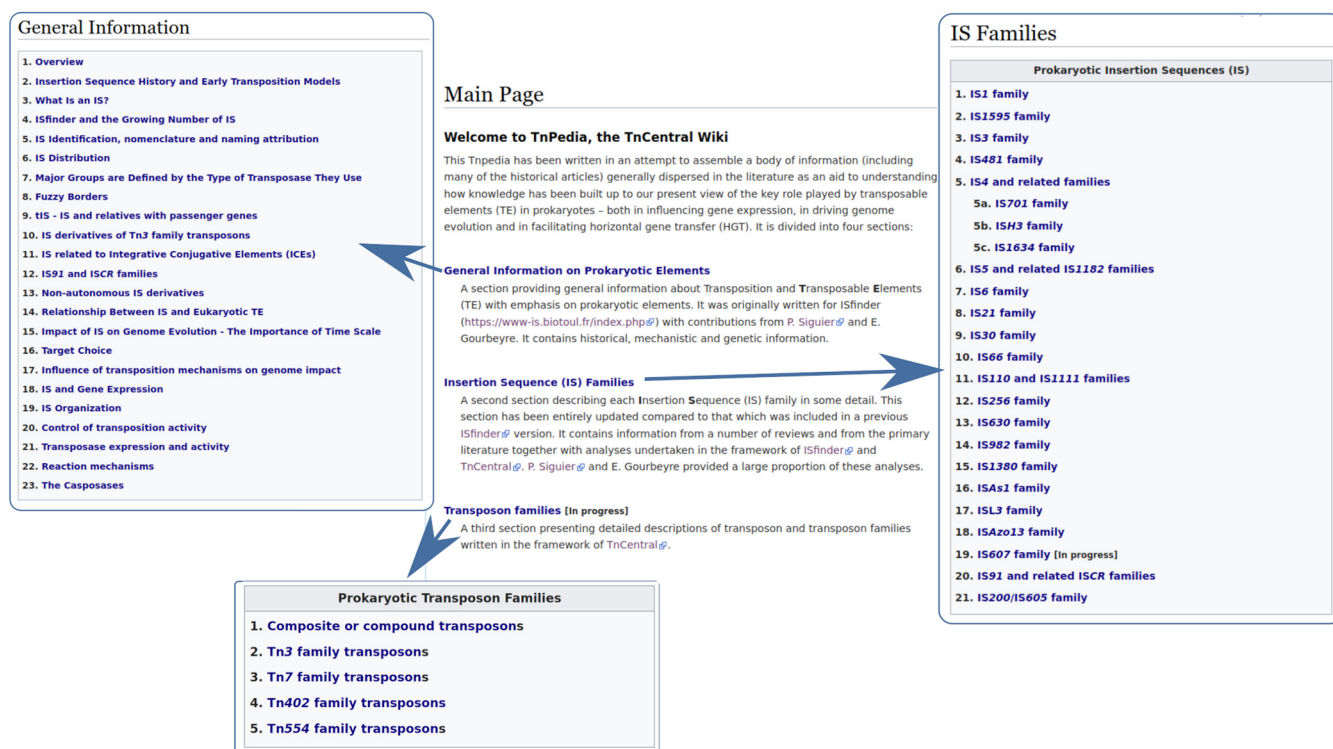 General Information
1. Overview
2. Insertion Sequence History and Early Transposition Models
3. What Is an IS?
4. ISfinder and the Growing Number of IS
5. IS Identification, nomenclature and naming attribution
6. IS Distribution
7. Major Groups are Defined by the Type of Transposase They Use
8. Fuzzy Borders
9. tIS - IS and relatives with passenger genes
10. IS derivatives of Tn3 family transposons
11. IS related to Integrative Conjugative Elements (ICEs)
12. IS91 and ISCR families
13. Non-autonomous IS derivatives
14. Relationship Between IS and Eukaryotic TE
15. Impact of IS on Genome Evolution - The Importance of Time Scale
16. Target Choice
17. Influence of transposition mechanisms on genome impact
18. IS and Gene Expression
19. IS Organization
20. Control of transposition activity
21. Transposase expression and activity
22. Reaction mechanisms
23. The Casposases
Main Page
Welcome to TnPedia, the TnCentral Wiki
This Tnpedia has been written in an attempt to assemble a body of information (including
many of the historical articles) generally dispersed in the literature as an aid to understanding
how knowledge has been built up to our present view of the key role played by transposable
elements (TE) in prokaryotes – both in influencing gene expression, in driving genome
evolution and in facilitating horizontal gene transfer (HGT). It is divided into four sections:
General Information on Prokaryotic Elements
A section providing general information about Transposition and Transposable Elements
(TE) with emphasis on prokaryotic elements. It was originally written for ISfinder
(https://www-is.biotoul.fr/index.php) with contributions from P. Siguier and E.
Gourbeyre. It contains historical, mechanistic and genetic information.
Insertion Sequence (IS) Families
A second section describing each Insertion Sequence (IS) family in some detail. This
section has been entirely updated compared to that which was included in a previous
ISfinder version. It contains information from a number of reviews and from the primary
literature together with analyses undertaken in the framework of ISfinder and
TnCentral. P. Siguier and E. Gourbeyre provided a large proportion of these analyses.
Transposon families [In progress]
A third section presenting detailed descriptions of transposon and transposon families
written in the framework of TnCentral.
Prokaryotic Transposon Families
1. Composite or compound transposons
2. Tn3 family transposons
3. Tn7 family transposons
4. Tn402 family transposons
5. Tn554 family transposons
IS Families
Prokaryotic Insertion Sequences (IS)
1. IS1 family
2. IS1595 family
3. IS3 family
4. IS481 family
5. IS4 and related families
5a. IS701 family
5b. ISH3 family
5c. IS1634 family
6. IS5 and related IS1182 families
7. IS6 family
8. IS21 family
9. IS30 family
10. IS66 family
11. IS110 and IS1111 families
12. IS256 family
13. IS630 family
14. IS982 family
15. IS1380 family
16. ISAs1 family
17. ISL3 family
18. ISAzo13 family
19. IS607 family [In progress]
20. IS91 and related ISCR families
21. IS200/IS605 family